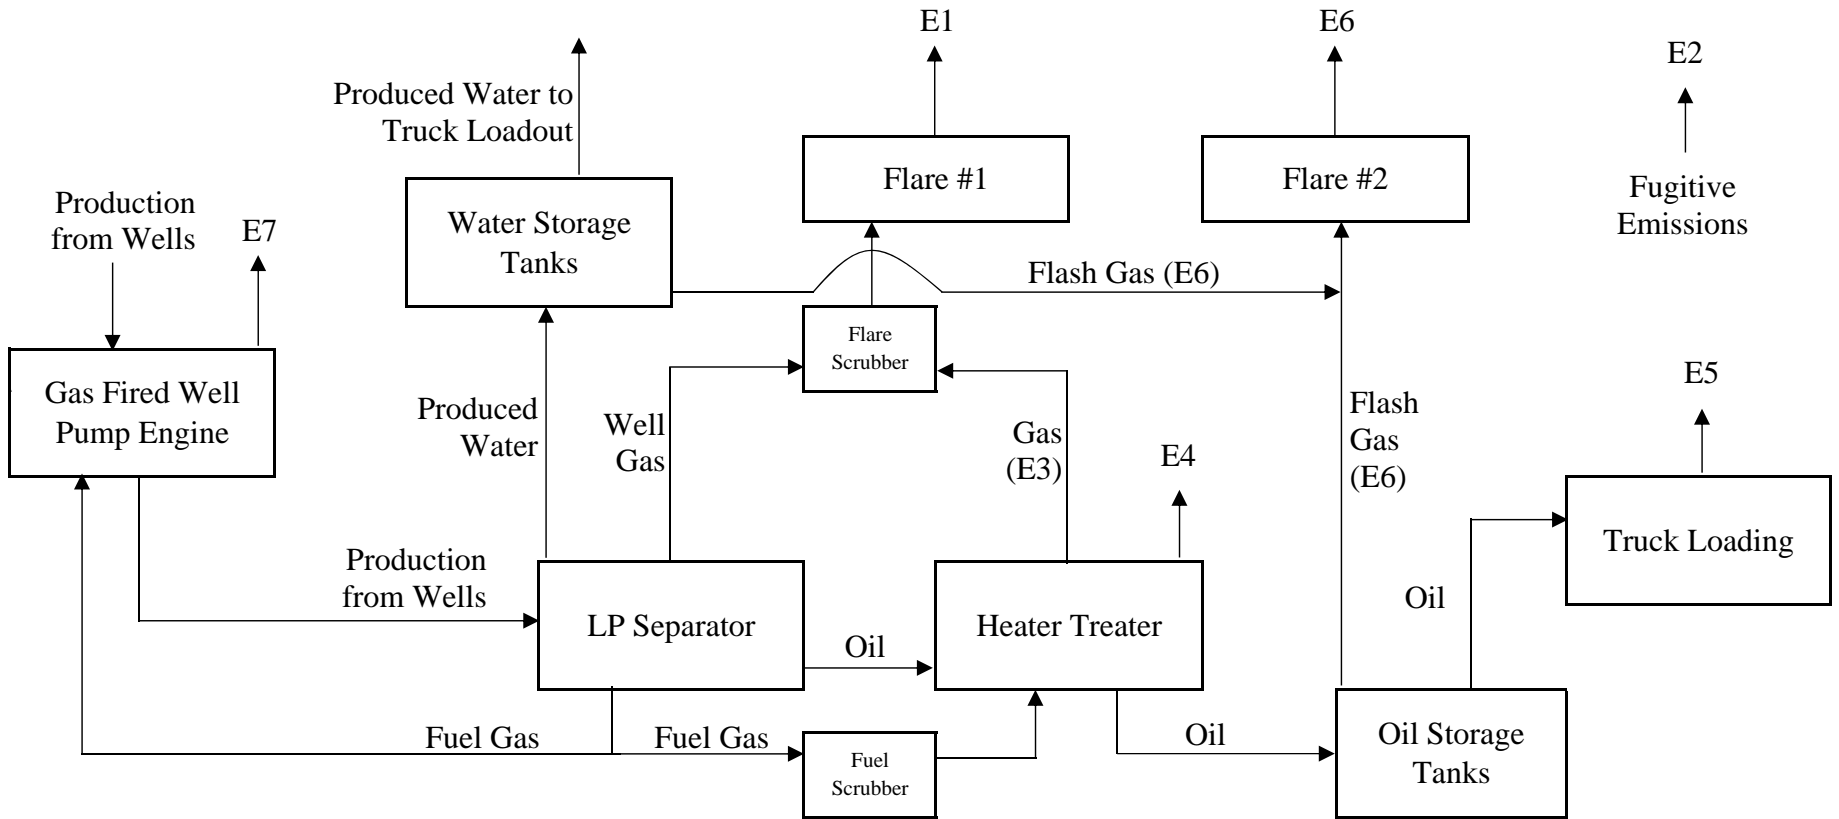 E1
E6
E2
Produced Water to
Truck Loadout
Flare #1
Flare #2
Fugitive
Emissions
Production
from Wells
E7
Water Storage
Tanks
Flash Gas (E6)
Flare
Scrubber
Gas Fired Well
Pump Engine
Produced
Water
Well
Gas
Gas
(E3)
E4
Flash
Gas
(E6)
E5
Truck Loading
Production
from Wells
LP Separator
Oil
Heater Treater
Oil
Fuel Gas
Fuel Gas
Fuel
Scrubber
Oil
Oil Storage
Tanks